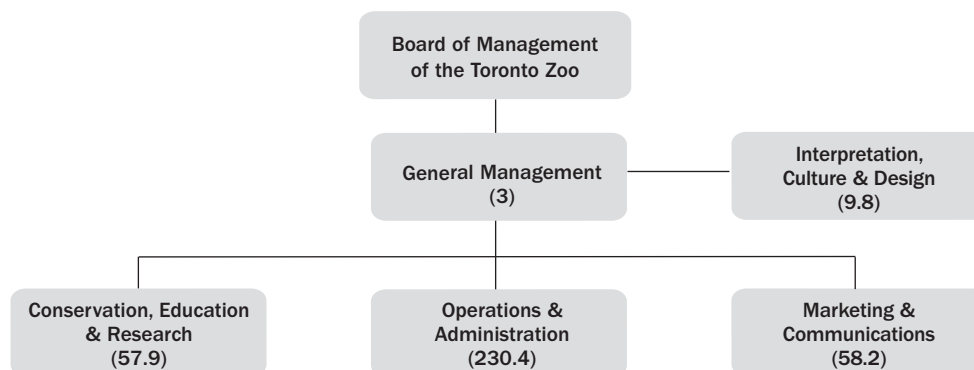 Board of Management
of the Toronto Zoo
General Management
(3)
Interpretation,
Culture & Design
(9.8)
Conservation, Education
& Research
(57.9)
Operations &
Administration
(230.4)
Marketing &
Communications
(58.2)